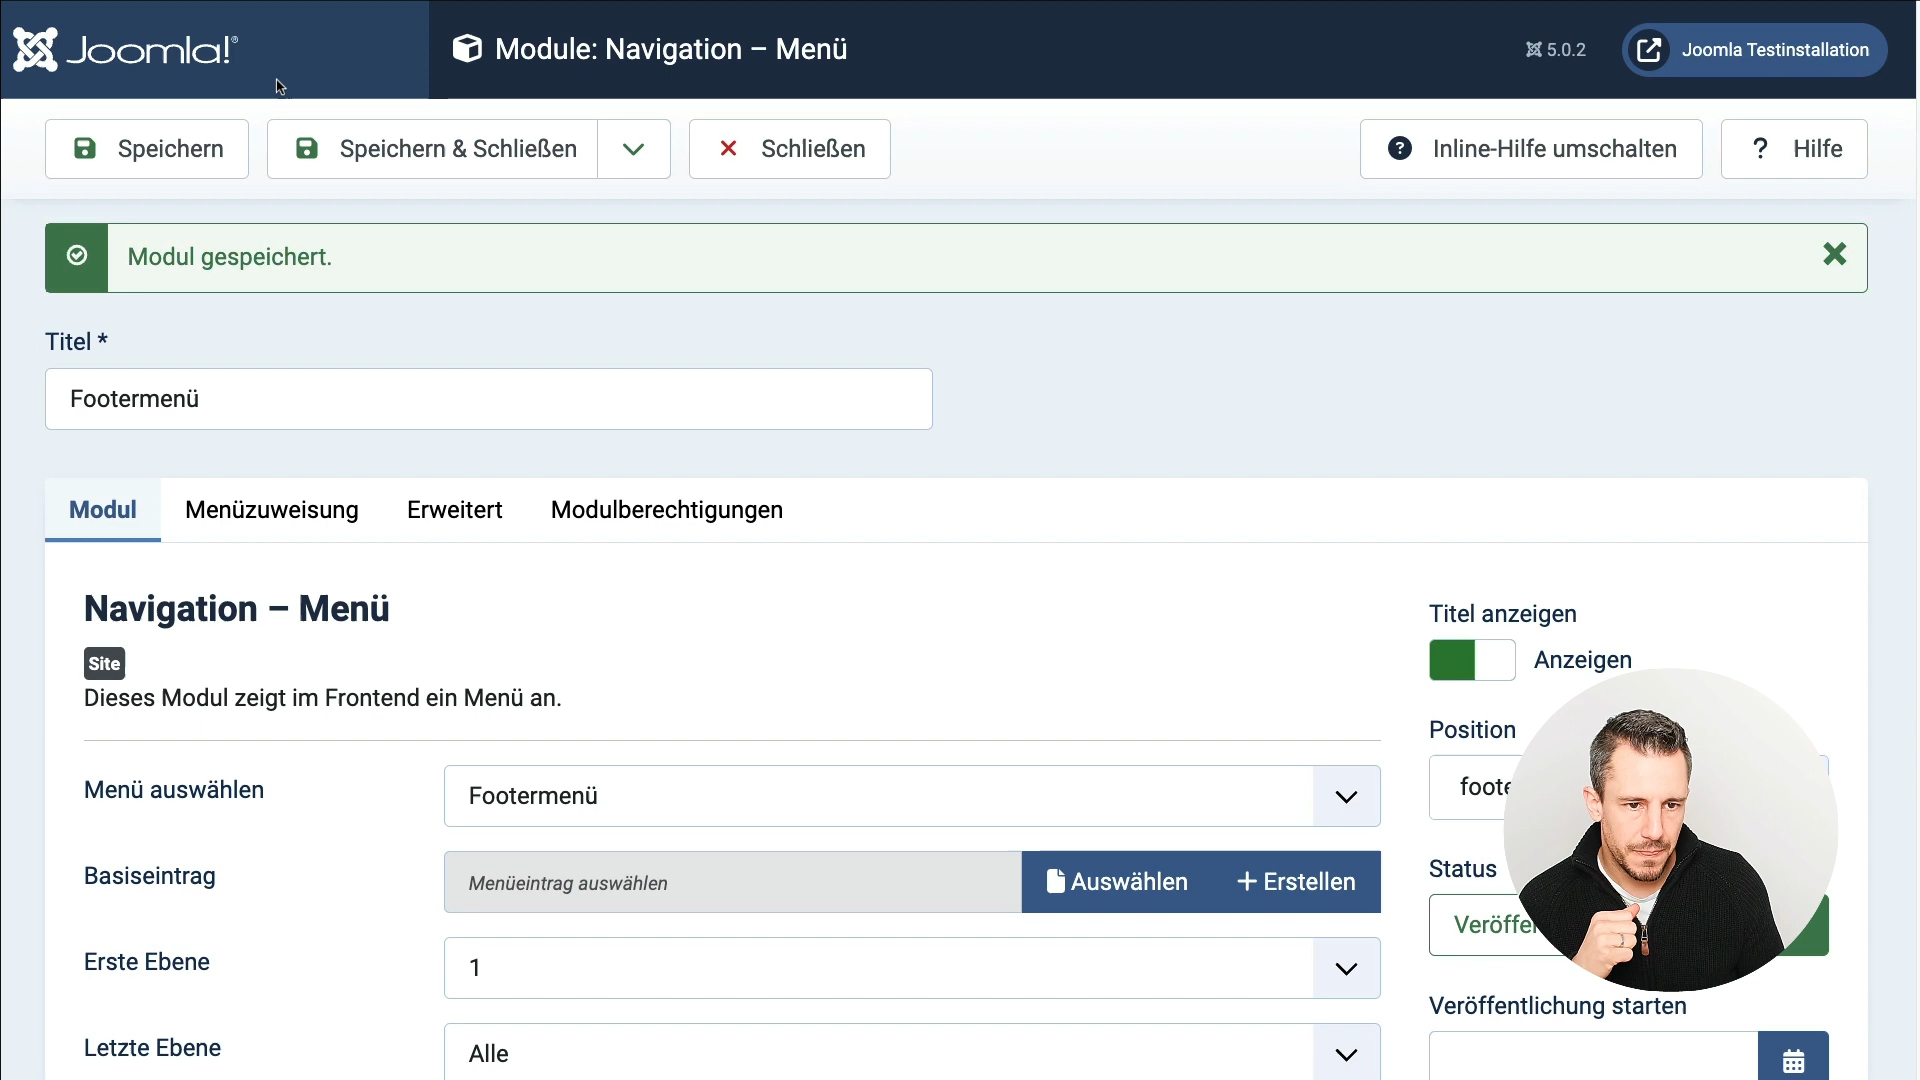 Joomla!®
Module: Navigation – Menü
5.0.2
Joomla Testinstallation
Speichern
Speichern & Schließen
Schließen
Inline-Hilfe umschalten
? Hilfe
Modul gespeichert.
Titel *
Footermenü
Modul
Menüzuweisung
Erweitert
Modulberechtigungen
Navigation – Menü
Site
Dieses Modul zeigt im Frontend ein Menü an.
Menü auswählen
Footermenü
Basiseintrag
Menüeintrag auswählen
Auswählen
+ Erstellen
Erste Ebene
1
Letzte Ebene
Alle
Titel anzeigen
Anzeigen
Position
Status
Veröffentlichung starten